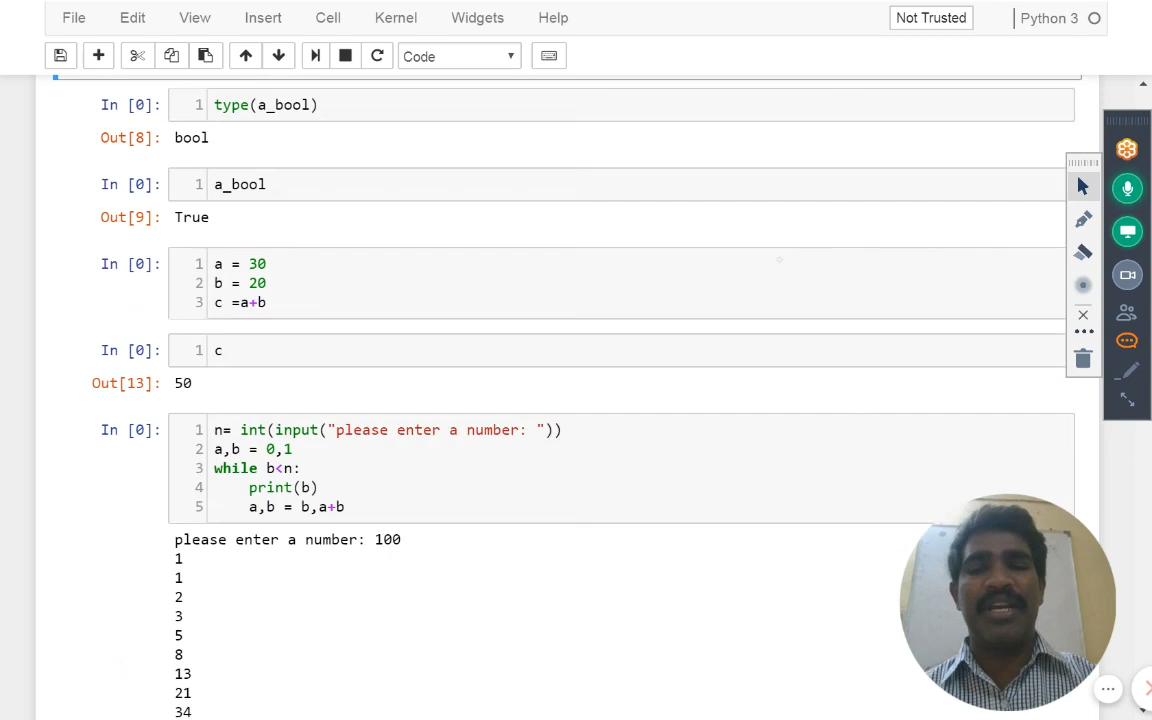 File Edit View Insert Cell Kernel Widgets Help Not Trusted Python 3
Code
In [0]: 1 type(a_bool)
Out[8]: bool
In [0]: 1 a_bool
Out[9]: True
In [0]: 1 a = 30
2 b = 20
3 c =a+b
In [0]: 1 c
Out[13]: 50
In [0]: 1 n= int(input("please enter a number: "))
2 a,b = 0,1
3 while b<n:
4 print(b)
5 a,b = b,a+b
please enter a number: 100
1
1
2
3
5
8
13
21
34